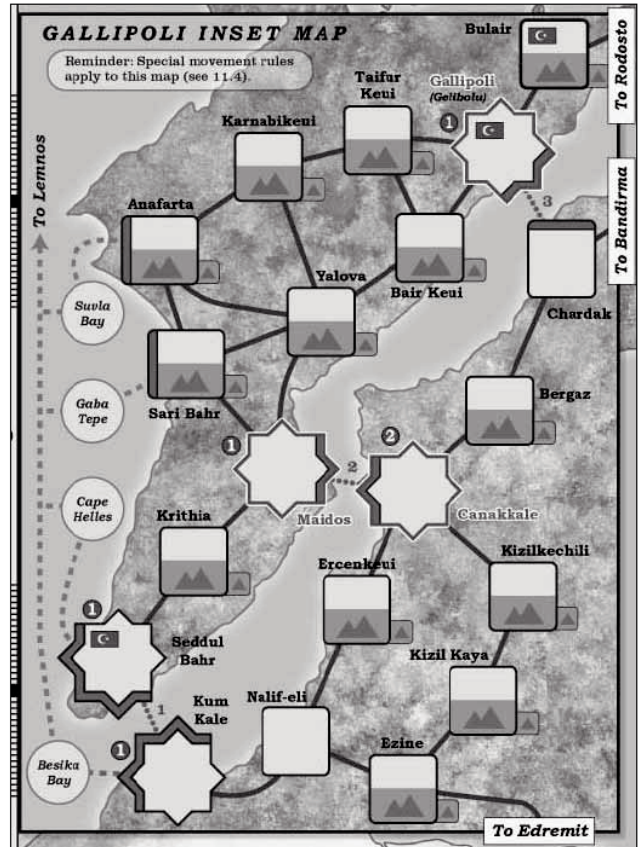 GALLIPOLI INSET MAP
Reminder: Special movement rules
apply to this map (see 11.4).
Bulair
To Rodosto
Gallipoli
(Gelibolu)
1
Taifur
Keui
Karnabikeui
To Lemnos
Anafarta
3
To Bandirma
Bair Keui
Chardak
Yalova
Suvla
Bay
Sari Bahr
Gaba
Tepe
Bergaz
1
2
2
Maidos
Canakkale
Cape
Helles
Krithia
Ercenkeui
Kizilkechili
1
Seddul
Bahr
Kizil Kaya
Kum
Kale
Nalif-eli
1
1
Besika
Bay
Ezine
To Edremit